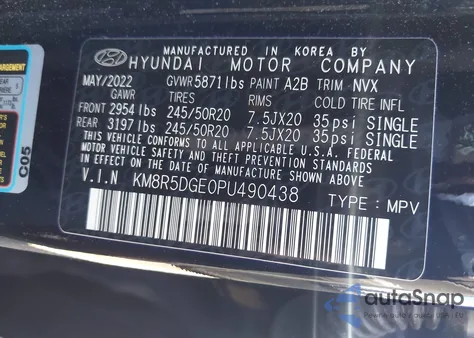 MANUFACTURED IN KOREA BY
HYUNDAI MOTOR COMPANY
MAY/2022 GVWR 5871lbs PAINT A2B TRIM NVX
GAWR TIRES RIMS COLD TIRE INFL
FRONT 2954 lbs 245/50R20 7.5JX20 35psi SINGLE
REAR 3197 lbs 245/50R20 7.5JX20 35psi SINGLE
THIS VEHICLE CONFORMS TO ALL APPLICABLE U.S.A. FEDERAL
MOTOR VEHICLE SAFETY AND THEFT PREVENTION STANDARDS
IN EFFECT ON THE DATE OF MANUFACTURE SHOWN ABOVE.
V.I.N KM8R5DGE0PU490438 TYPE : MPV
C05
autoSnap